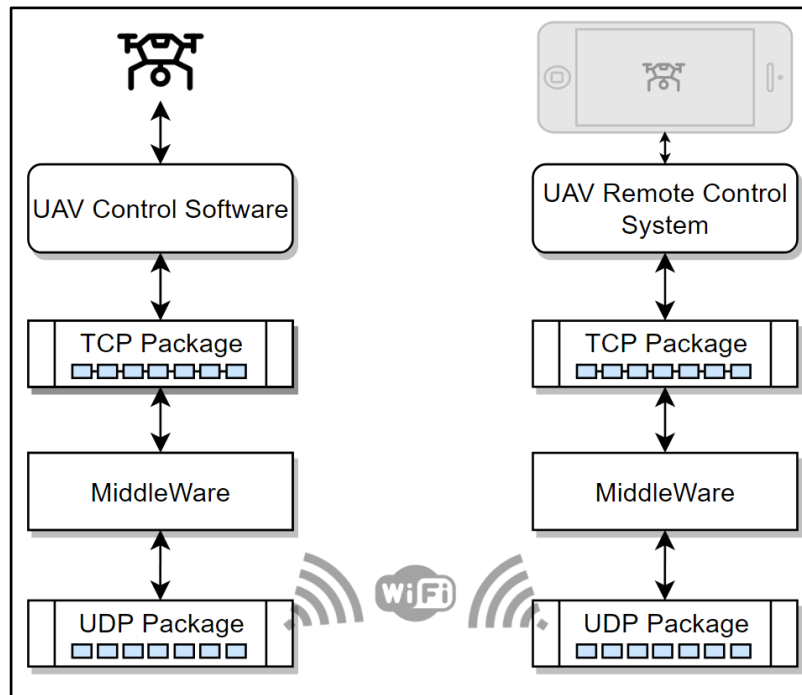 UAV Control Software
UAV Remote Control
System
TCP Package
TCP Package
MiddleWare
MiddleWare
WiFi
UDP Package
UDP Package